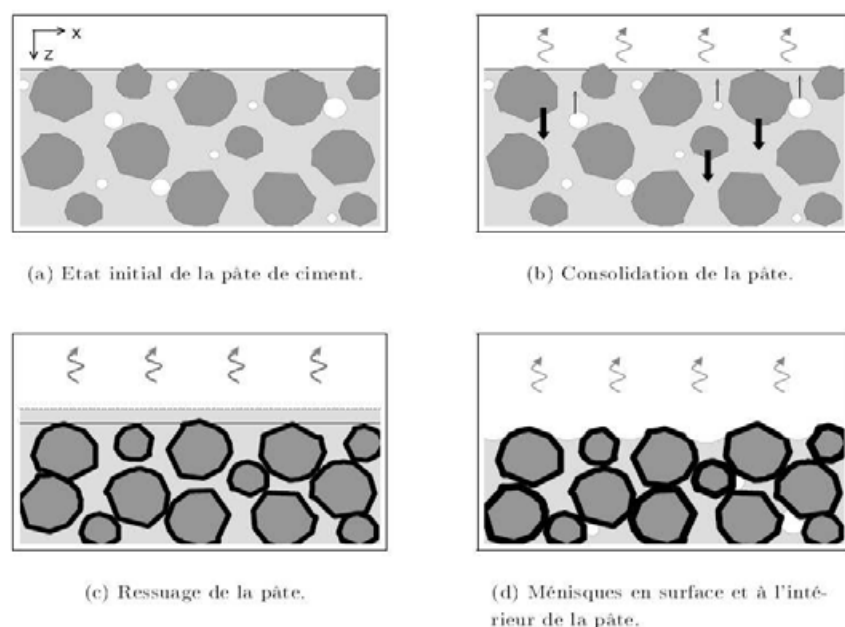 x
z
(a) Etat initial de la pâte de ciment.
(b) Consolidation de la pâte.
(c) Ressuage de la pâte.
(d) Ménisques en surface et à l'inté-
rieur de la pâte.